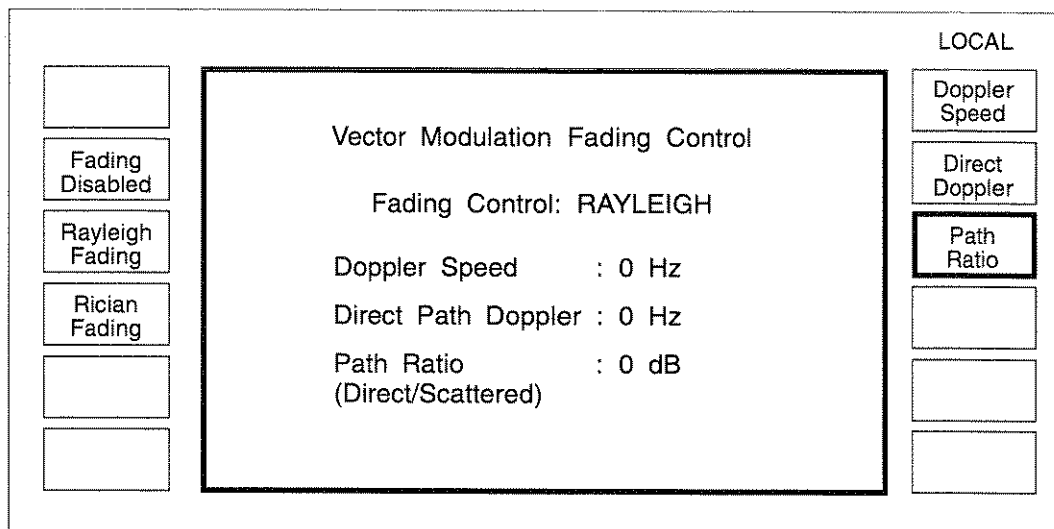 LOCAL
Fading
Disabled
Rayleigh
Fading
Rician
Fading
Vector Modulation Fading Control
Fading Control: RAYLEIGH
Doppler Speed : 0 Hz
Direct Path Doppler : 0 Hz
Path Ratio : 0 dB
(Direct/Scattered)
Doppler
Speed
Direct
Doppler
Path
Ratio